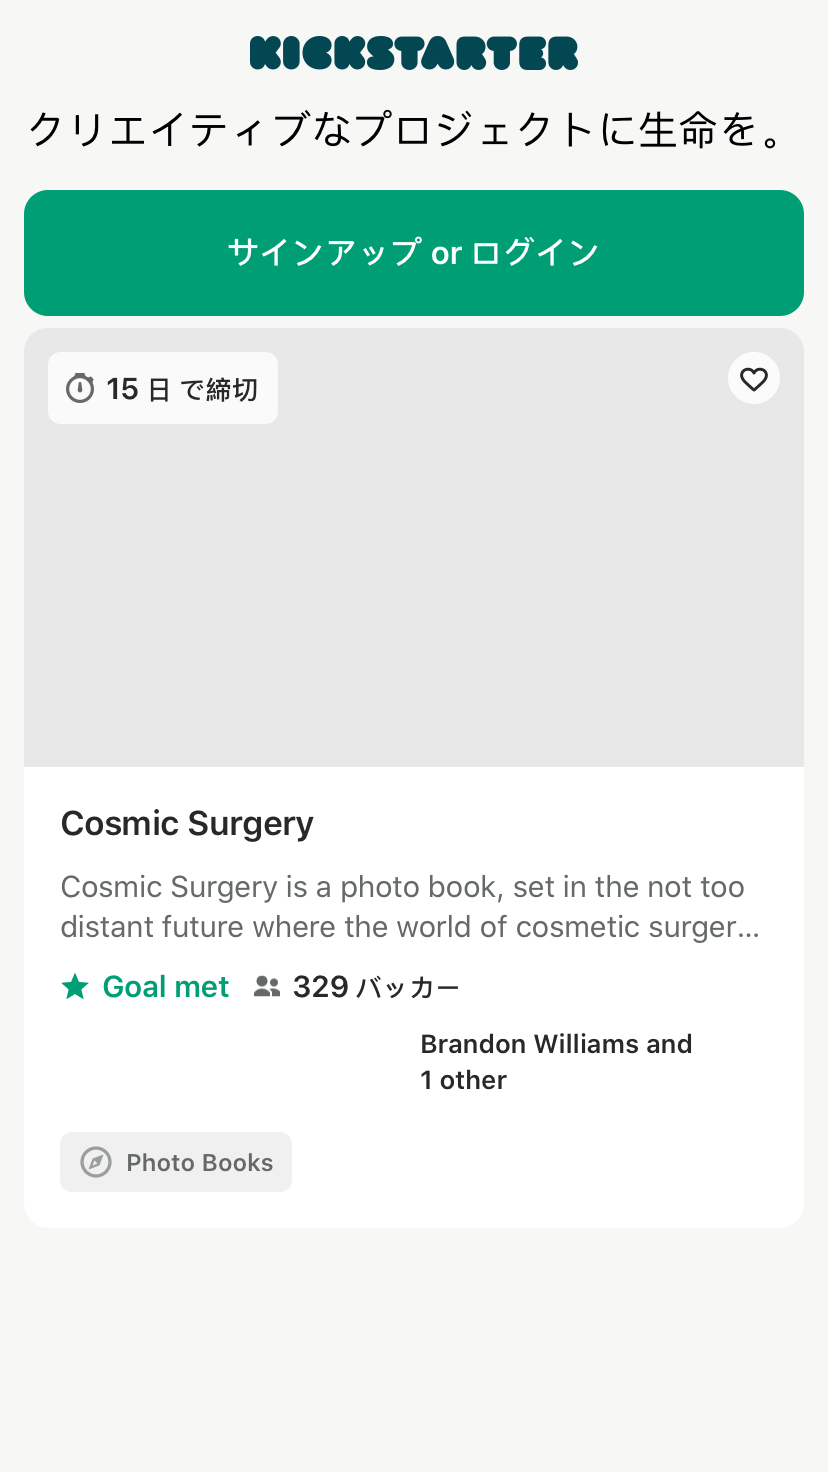 KICKSTARTER
クリエイティブなプロジェクトに生命を。
サインアップ or ログイン
15 日 で締切
Cosmic Surgery
Cosmic Surgery is a photo book, set in the not too
distant future where the world of cosmetic surger…
Goal met 329 バッカー
Brandon Williams and
1 other
Photo Books